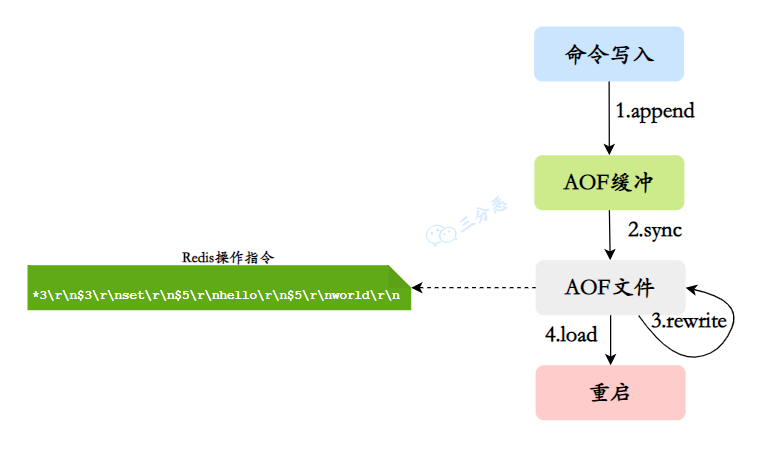 命令写入
1.append
AOF缓冲
三分恶
2.sync
Redis操作指令
*3\r\n$3\r\nset\r\n$5\r\nhello\r\n$5\r\nworld\r\n
AOF文件
3.rewrite
4.load
重启